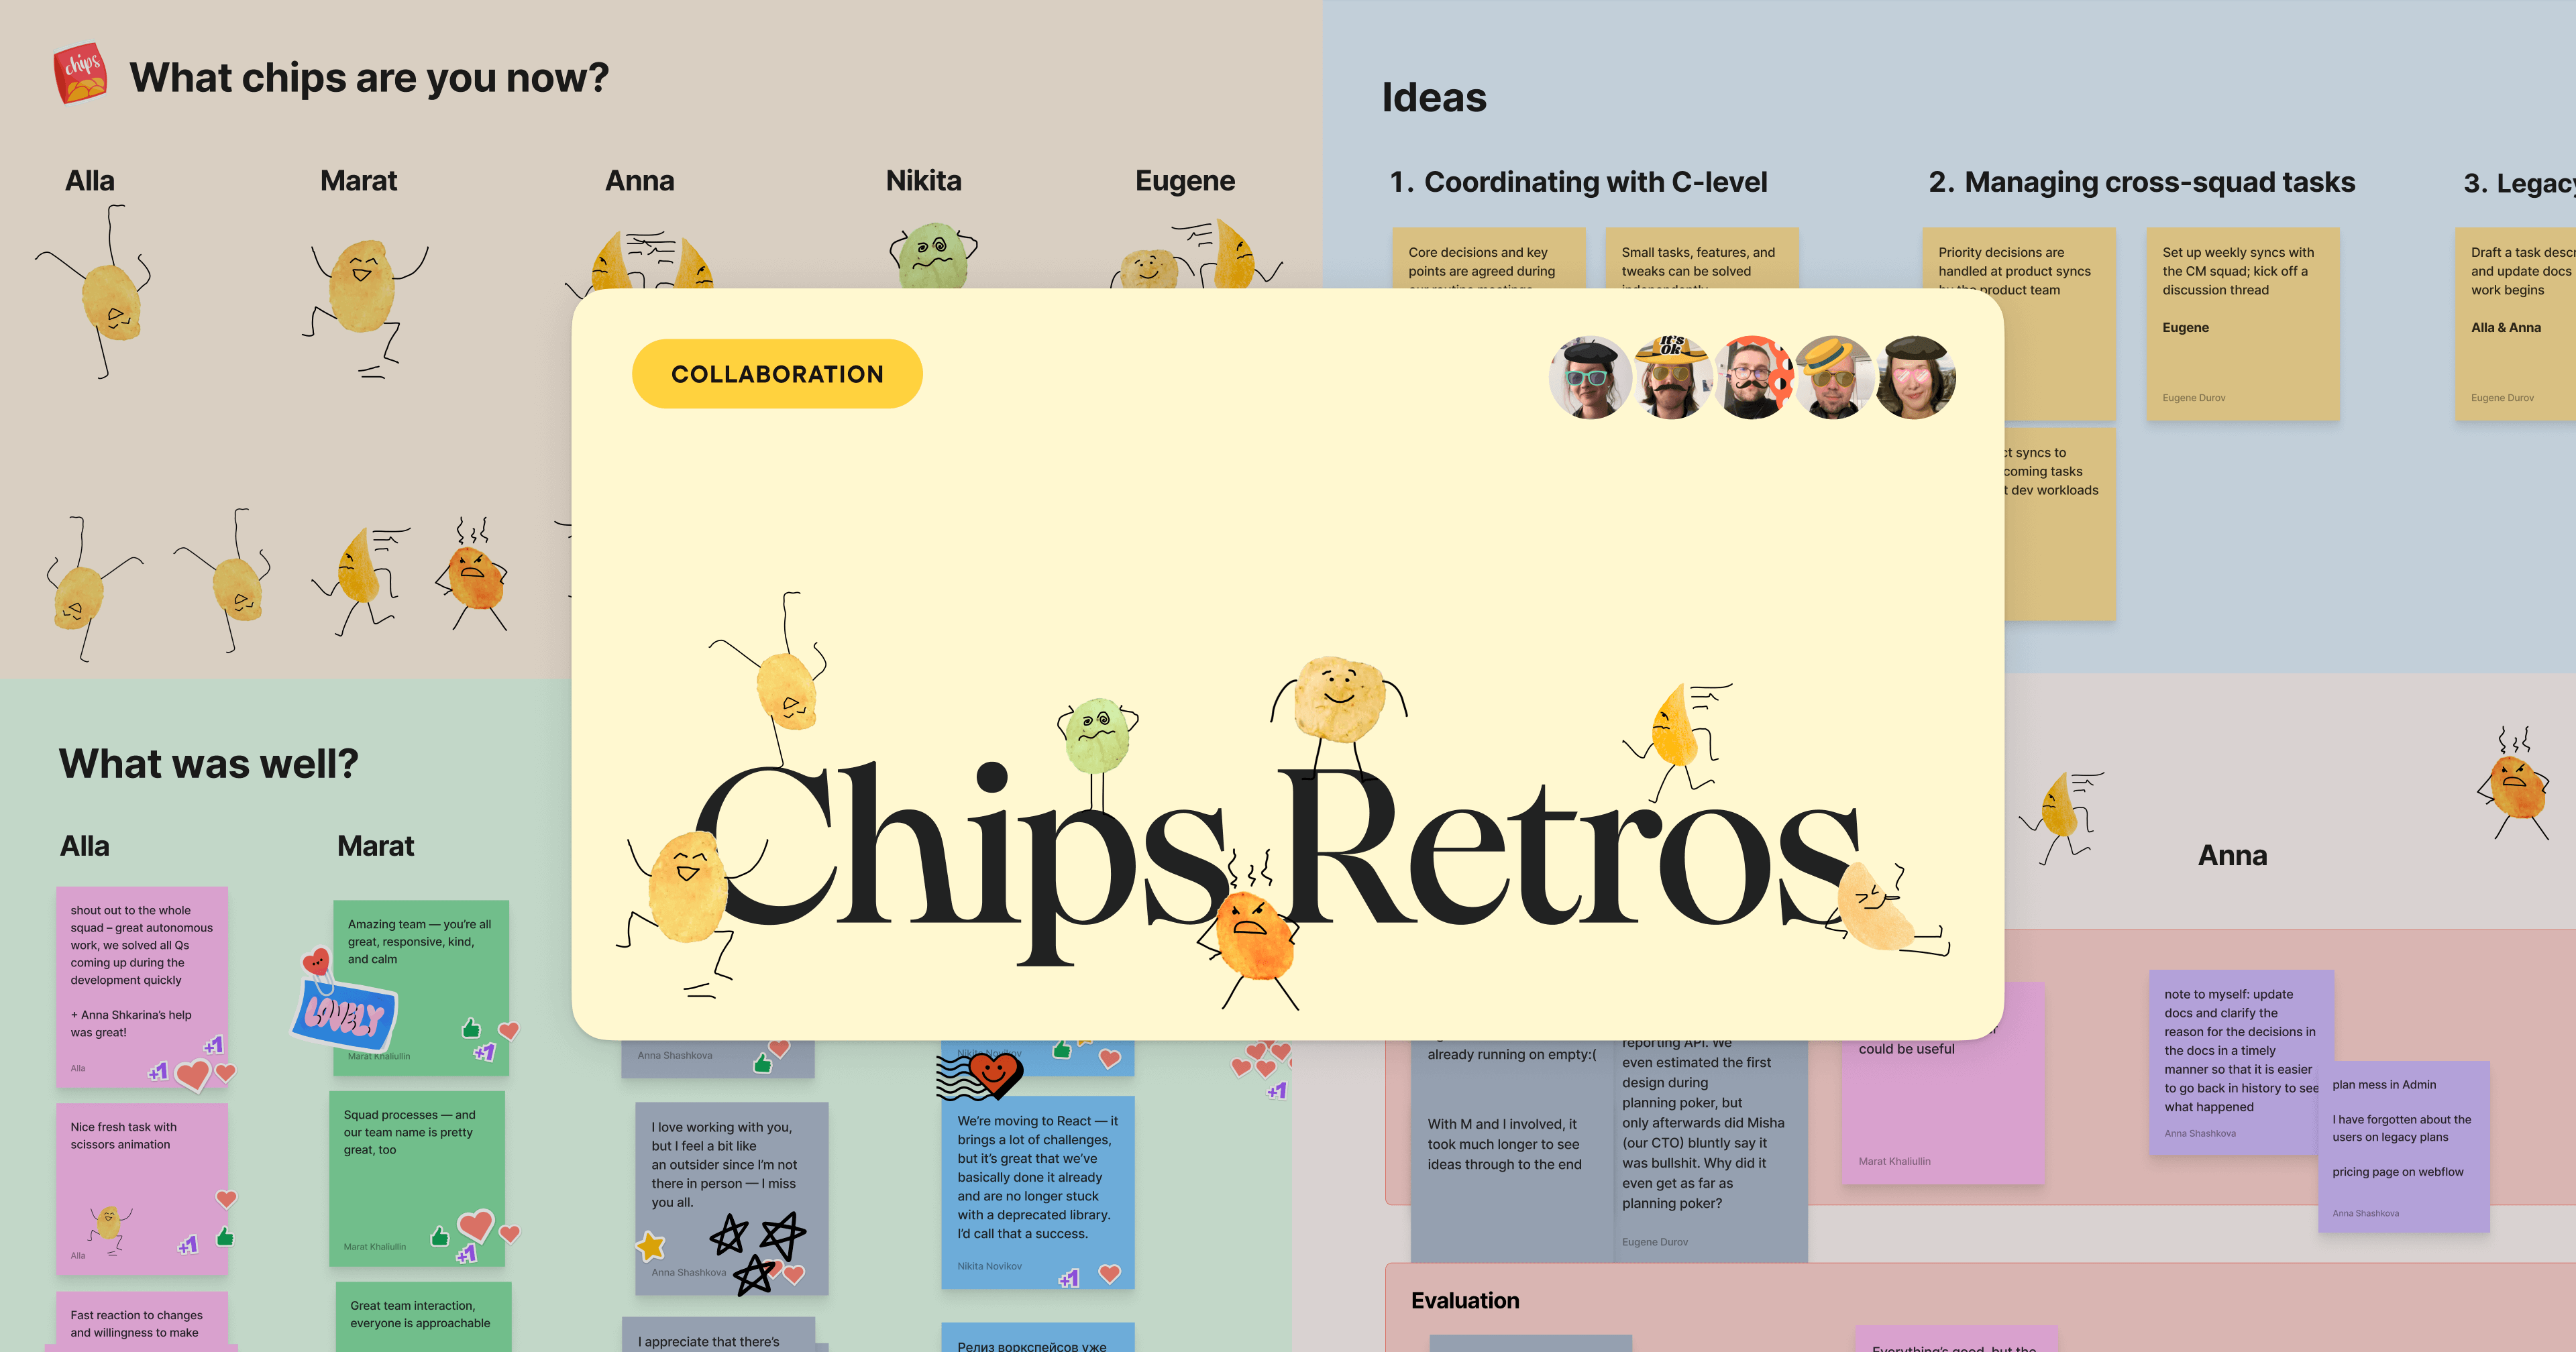 chips
What chips are you now?
Alla
Marat
Anna
Nikita
Eugene
Ideas
1. Coordinating with C-level
2. Managing cross-squad tasks
3. Legacy
Core decisions and key
points are agreed during
Small tasks, features, and
tweaks can be solved
Priority decisions are
handled at product syncs
by the product team
Set up weekly syncs with
the CM squad; kick off a
discussion thread
Eugene
Eugene Durov
Draft a task descr
and update docs
work begins
Alla & Anna
Eugene Durov
ct syncs to
coming tasks
t dev workloads
COLLABORATION
It's
Ok
Chips Retros
What was well?
Alla
Marat
shout out to the whole
squad – great autonomous
work, we solved all Qs
coming up during the
development quickly
+ Anna Shkarina's help
was great!
+1
+1
Alla
Nice fresh task with
scissors animation
+1
Alla
Fast reaction to changes
and willingness to make
Amazing team — you're all
great, responsive, kind,
and calm
LOVELY
+1
Marat Khaliullin
Squad processes — and
our team name is pretty
great, too
Marat Khaliullin
+1
Great team interaction,
everyone is approachable
Anna Shashkova
I love working with you,
but I feel a bit like
an outsider since I'm not
there in person — I miss
you all.
Anna Shashkova
I appreciate that there's
Nikita Novikov
We're moving to React — it
brings a lot of challenges,
but it's great that we've
basically done it already
and are no longer stuck
with a deprecated library.
I'd call that a success.
Nikita Novikov
+1
Релиз воркспейсов уже
+1
Anna
already running on empty:(
With M and I involved, it
took much longer to see
ideas through to the end
reporting API. We
even estimated the first
design during
planning poker, but
only afterwards did Misha
(our CTO) bluntly say it
was bullshit. Why did it
even get as far as
planning poker?
Eugene Durov
could be useful
Marat Khaliullin
note to myself: update
docs and clarify the
reason for the decisions in
the docs in a timely
manner so that it is easier
to go back in history to see
what happened
Anna Shashkova
plan mess in Admin
I have forgotten about the
users on legacy plans
pricing page on webflow
Anna Shashkova
Evaluation
Everything's good, but the